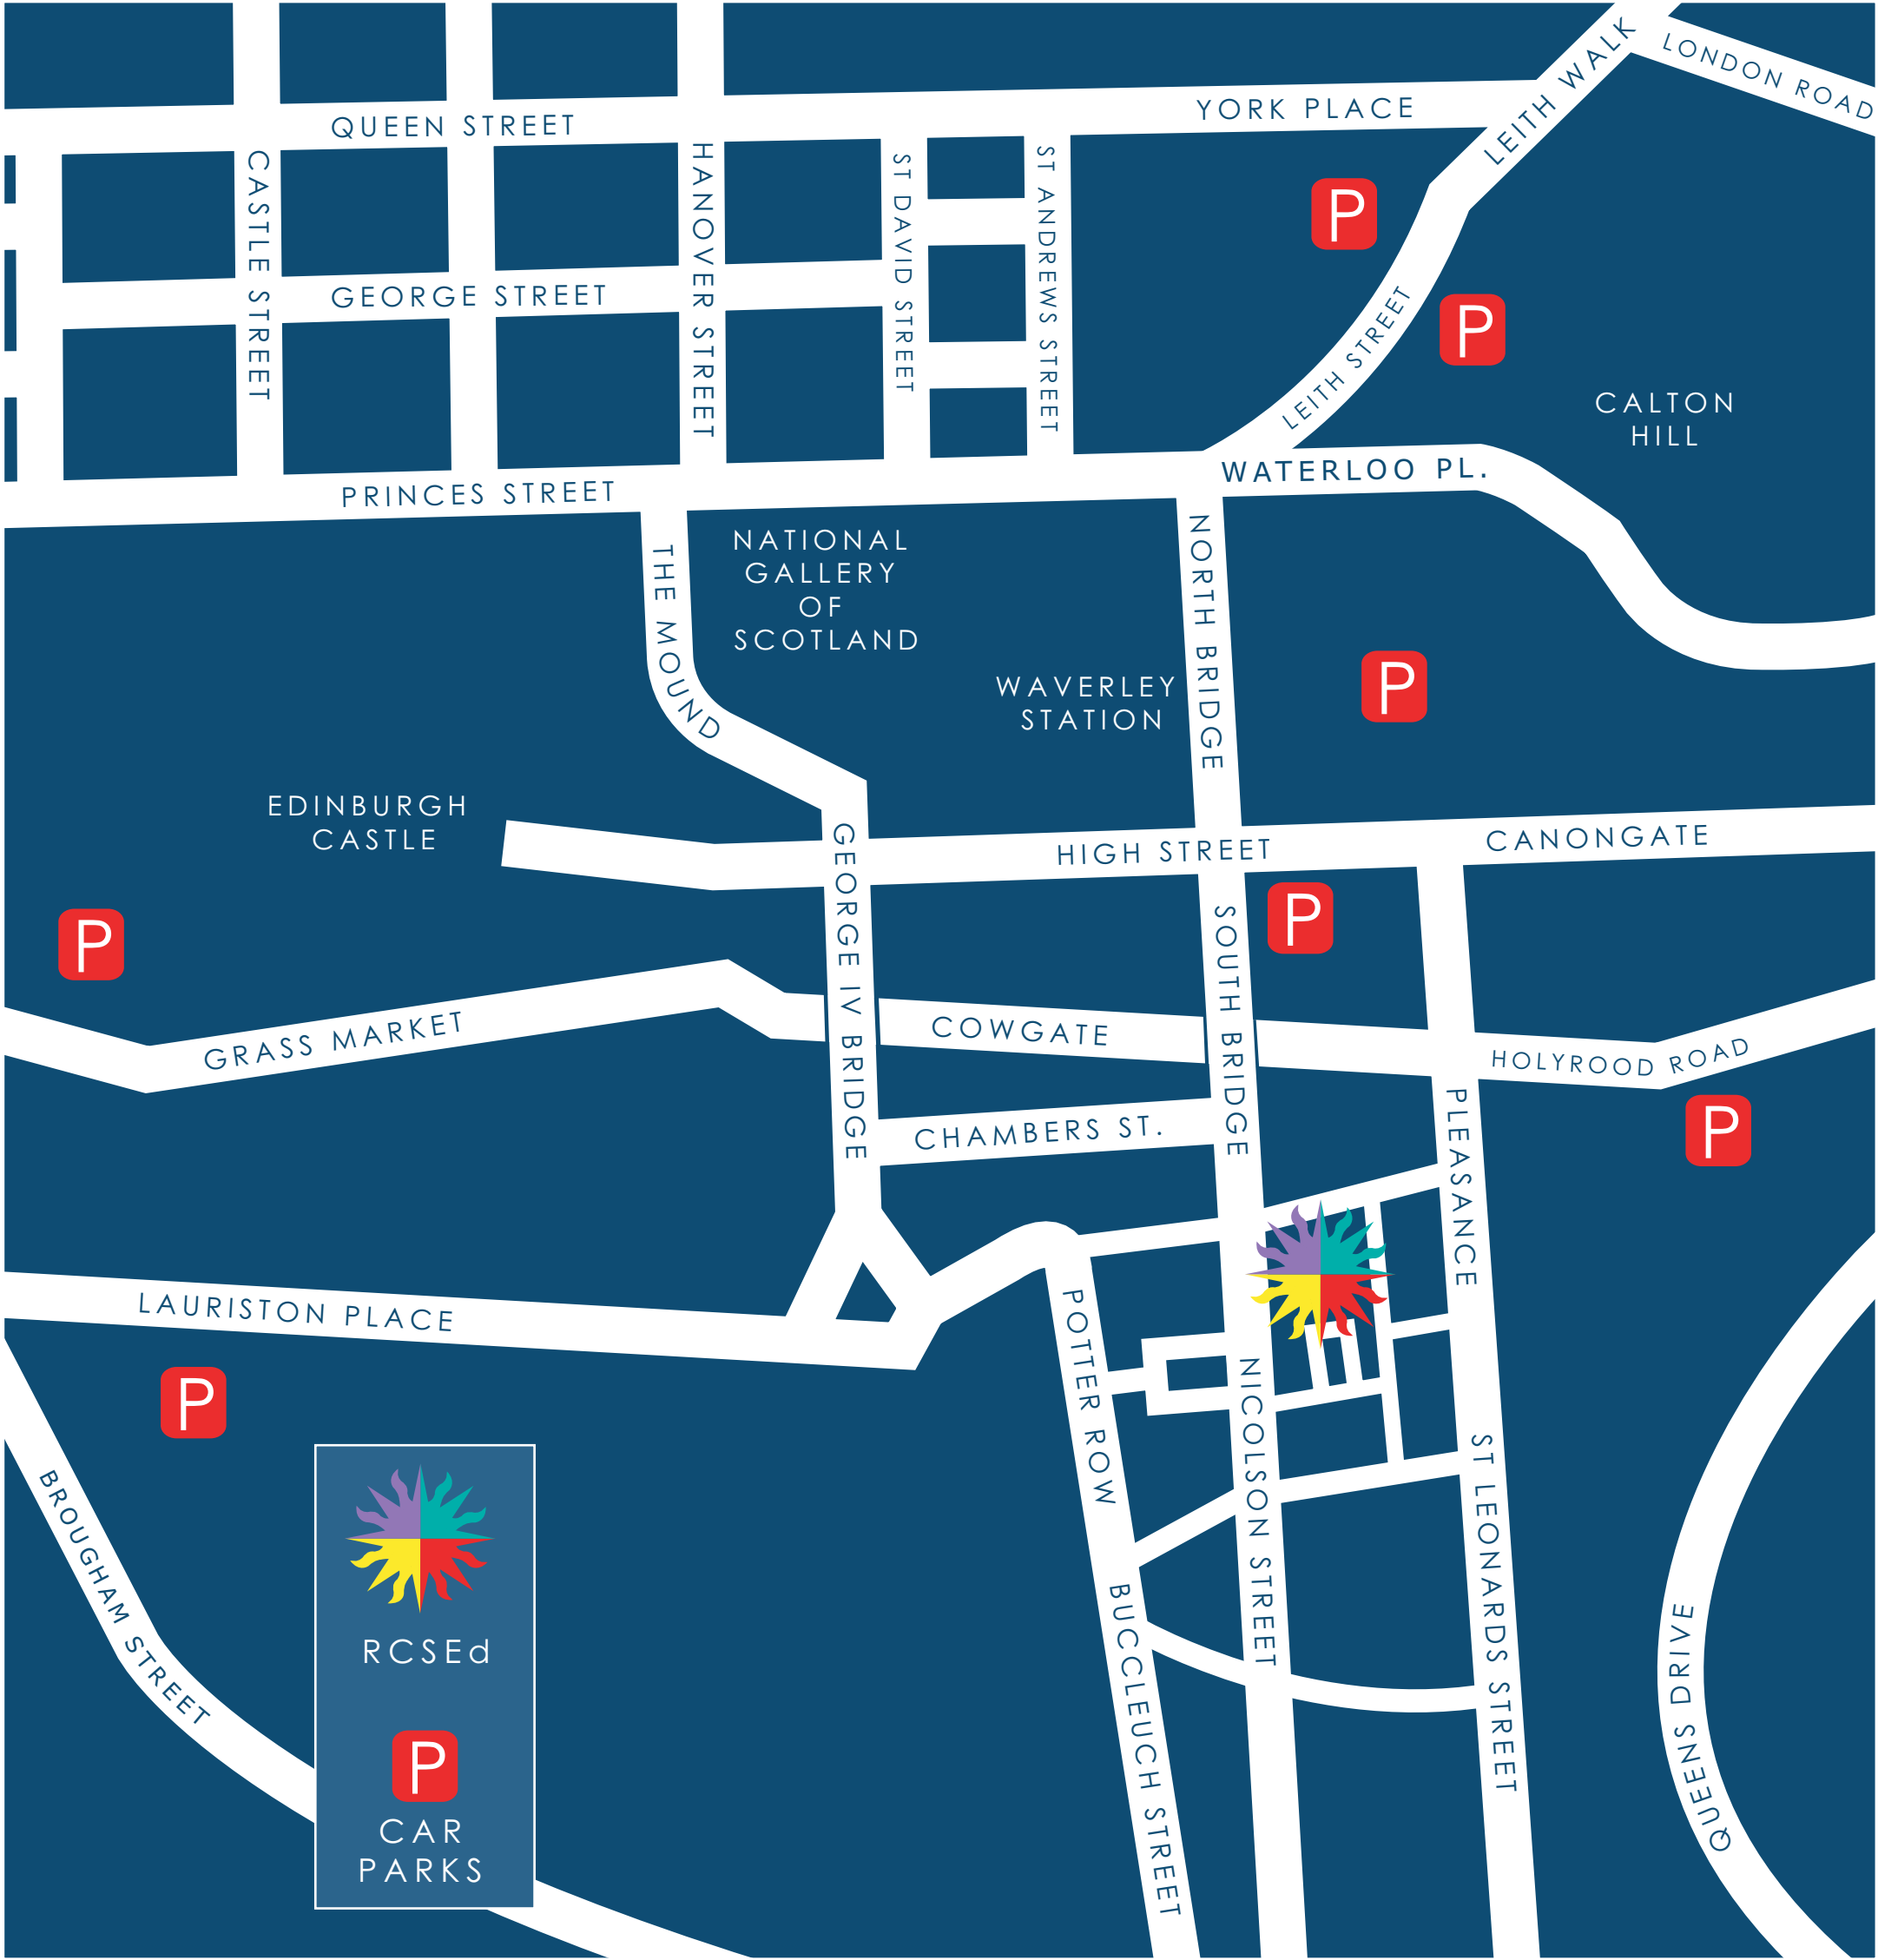 LEITH WALK
LONDON ROAD
YORK PLACE
QUEEN STREET
CASTLE STREET
HANOVER STREET
ST DAVID STREET
ST ANDREWS STREET
P
GEORGE STREET
LEITH STREET
P
CALTON
HILL
PRINCES STREET
WATERLOO PL.
THE MOUND
NATIONAL
GALLERY
OF
SCOTLAND
NORTH BRIDGE
WAVERLEY
STATION
P
EDINBURGH
CASTLE
GEORGE IV BRIDGE
HIGH STREET
CANONGATE
P
P
SOUTH BRIDGE
GRASS MARKET
COWGATE
HOLYROOD ROAD
CHAMBERS ST.
PLEASANCE
P
LAURISTON PLACE
POTTER ROW
NICOLSON STREET
P
BROUGHAM STREET
ST LEONARDS STREET
BUCCLEUCH STREET
QUEENS DRIVE
RCSEd
P
CAR
PARKS